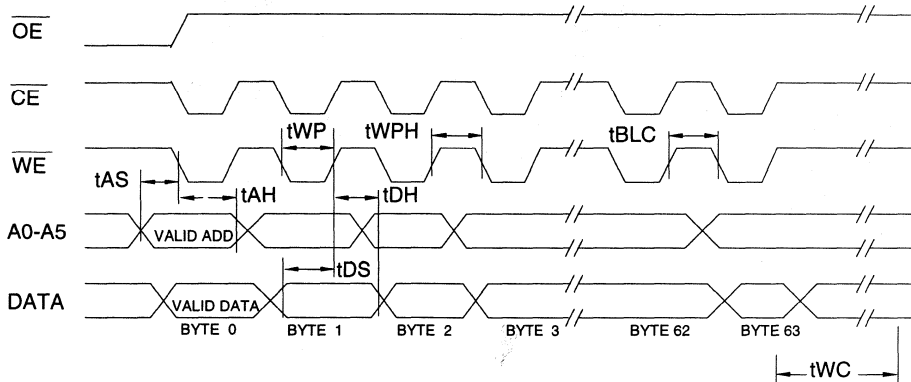 OE
CE
tWP
tWPH
tBLC
WE
tAS
tAH
tDH
A0-A5
VALID ADD
tDS
DATA
VALID DATA
BYTE 0
BYTE 1
BYTE 2
BYTE 3
BYTE 62
BYTE 63
tWC